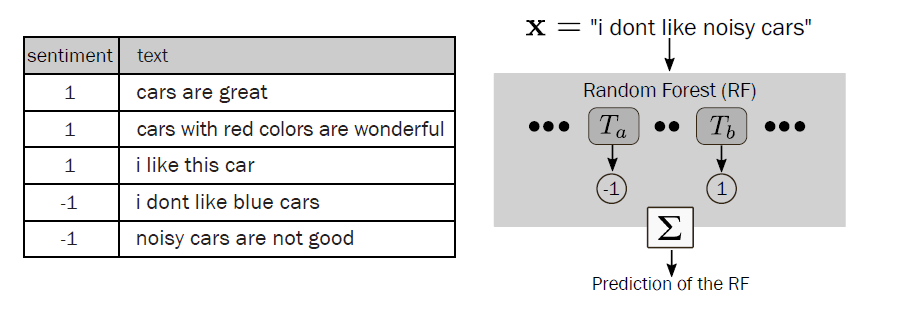 sentiment text
1 cars are great
1 cars with red colors are wonderful
1 i like this car
-1 i dont like blue cars
-1 noisy cars are not good
x = "i dont like noisy cars"
Random Forest (RF)
••• Ta •• Tb •••
-1 1
Σ
Prediction of the RF